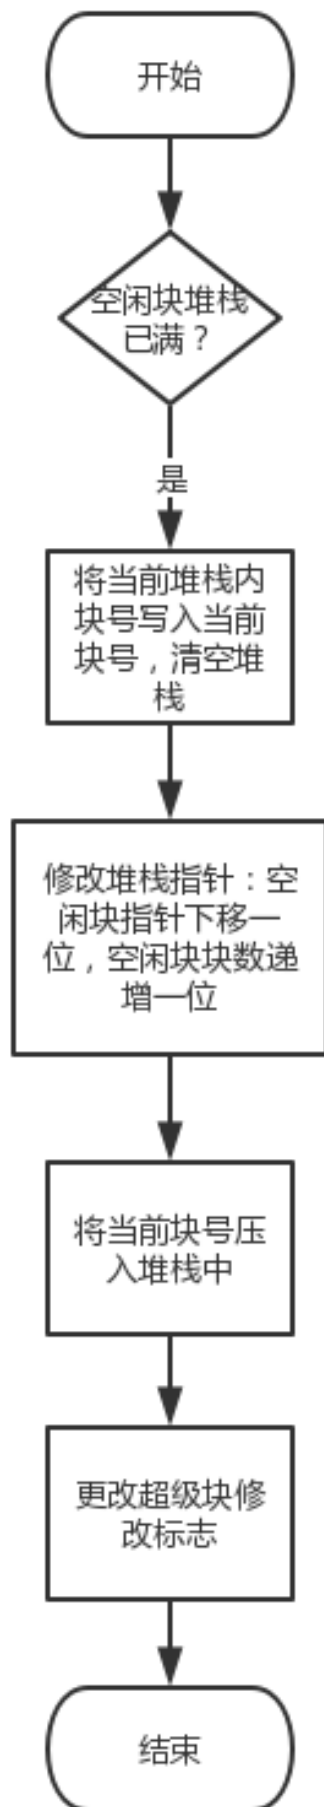 开始
空闲块堆栈
已满？
是
将当前堆栈内
块号写入当前
块号，清空堆
栈
修改堆栈指针：空
闲块指针下移一
位，空闲块块数递
增一位
将当前块号压
入堆栈中
更改超级块修
改标志
结束